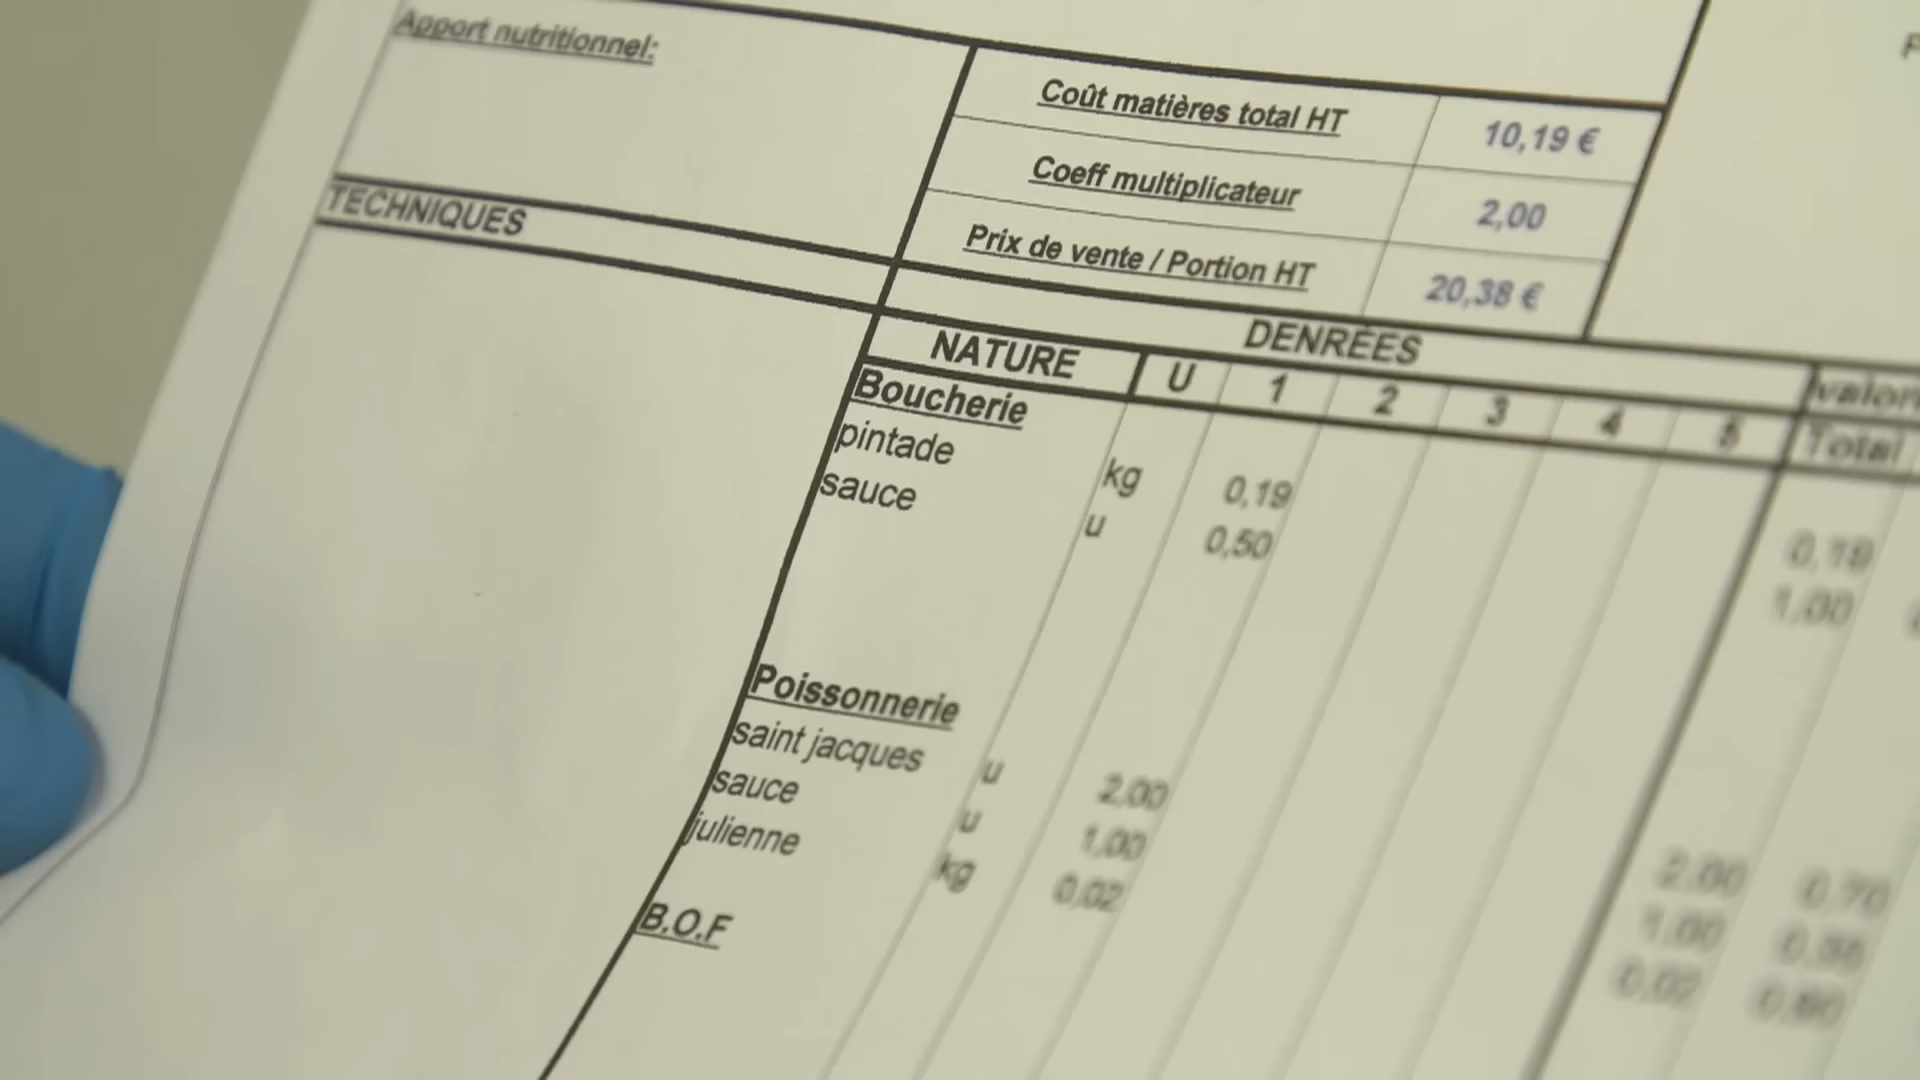 Apport nutritionnel:
Coût matières total HT 10,19 €
Coeff multiplicateur 2,00
Prix de vente / Portion HT 20,38 €
TECHNIQUES
DENRÉES
NATURE U 1 2 3 4 5 Total
Boucherie
pintade kg 0,19 0,19
sauce u 0,50 1,00
Poissonnerie
saint jacques u 2,00 2,00 0,70
sauce u 1,00 1,00
julienne kg 0,02 0,02
B.O.F